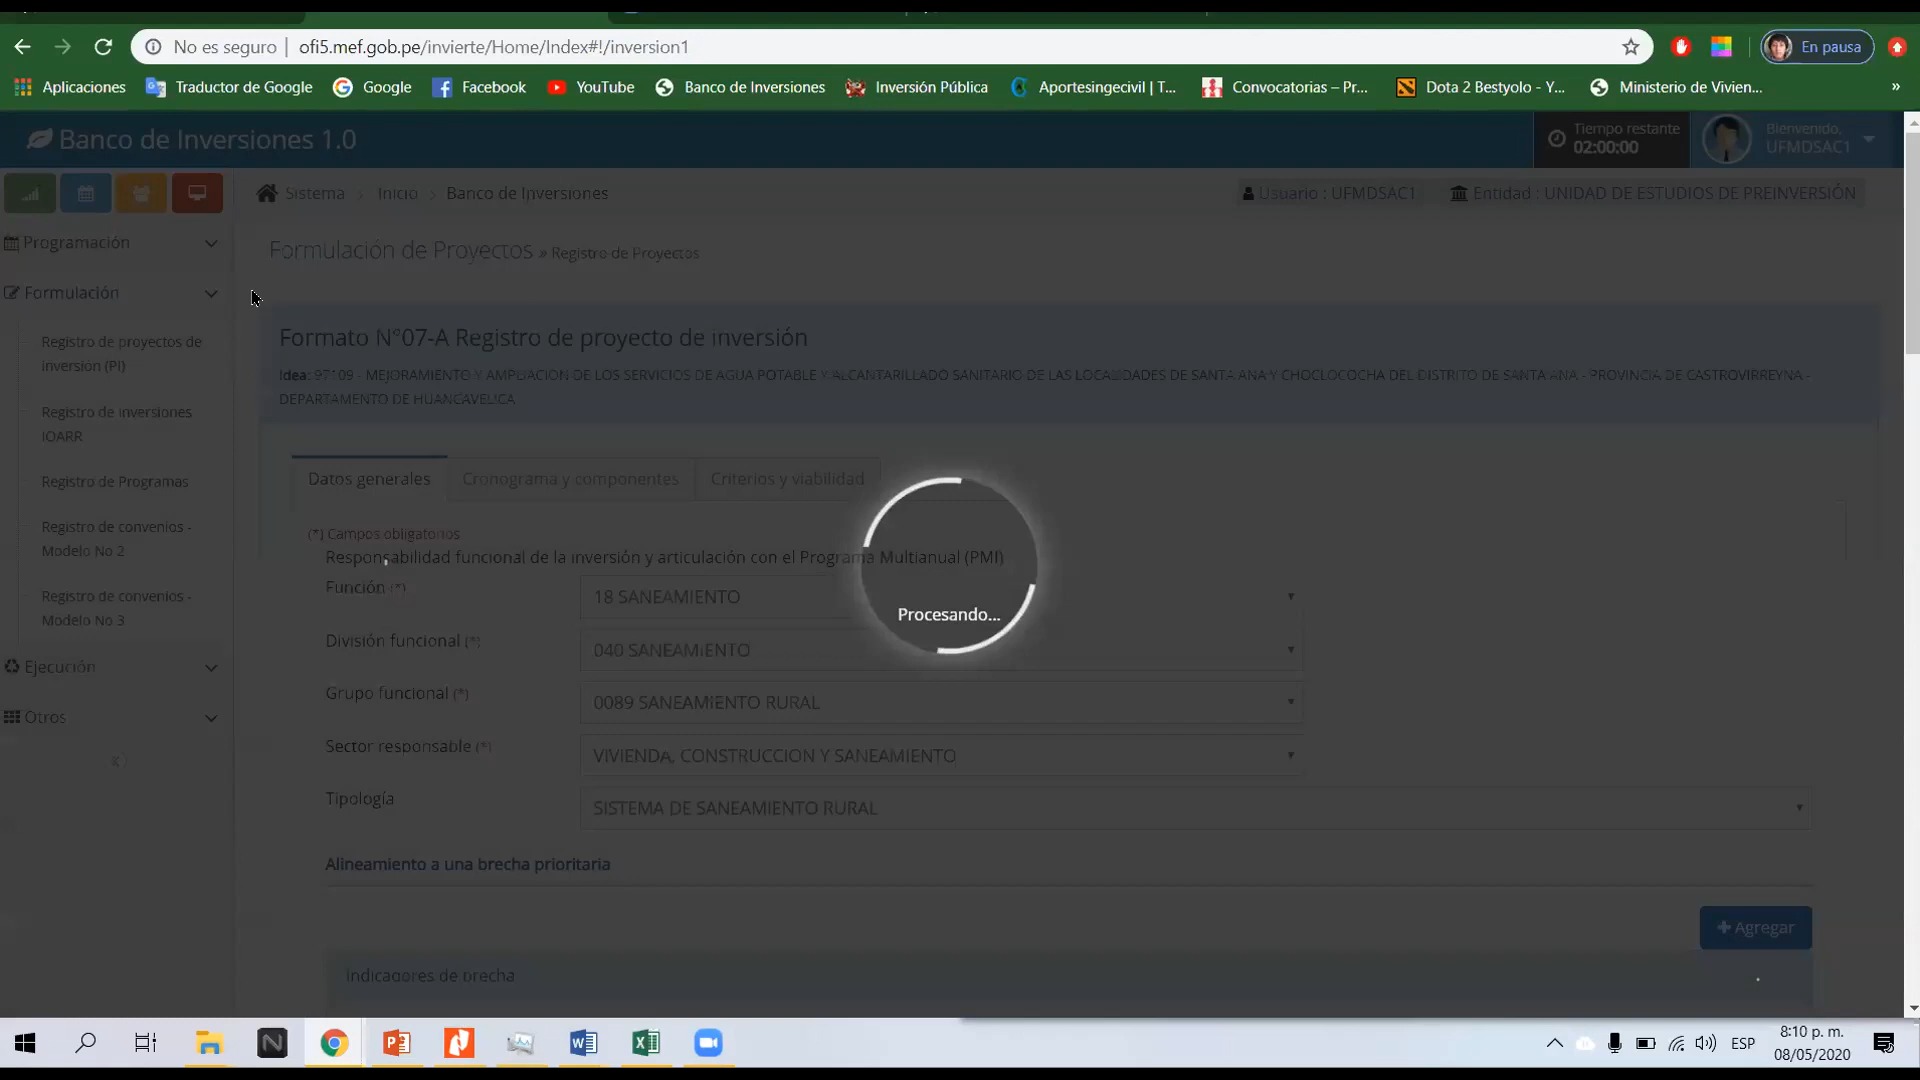 No es seguro
ofi5.mef.gob.pe/invierte/Home/Index#!/inversion1
En pausa
Aplicaciones
Traductor de Google
Google
Facebook
YouTube
Banco de Inversiones
Inversión Pública
Aportesingecivil | T...
Convocatorias – Pr...
Dota 2 Bestyolo - Y...
Ministerio de Vivien...
»
Banco de Inversiones 1.0
Tiempo restante
02:00:00
Bienvenido,
UFMDSAC1
Sistema > Inicio > Banco de Inversiones
Usuario : UFMDSAC1
Entidad : UNIDAD DE ESTUDIOS DE PREINVERSIÓN
Programación
Formulación
Registro de proyectos de
inversión (PI)
Registro de inversiones
IOARR
Registro de Programas
Registro de convenios -
Modelo No 2
Registro de convenios -
Modelo No 3
Ejecución
Otros
Formulación de Proyectos » Registro de Proyectos
Formato N°07-A Registro de proyecto de inversión
Idea: 97109 - MEJORAMIENTO Y AMPLIACION DE LOS SERVICIOS DE AGUA POTABLE Y ALCANTARILLADO SANITARIO DE LAS LOCALIDADES DE SANTA ANA Y CHOCLOCOCHA DEL DISTRITO DE SANTA ANA - PROVINCIA DE CASTROVIRREYNA -
DEPARTAMENTO DE HUANCAVELICA
Datos generales
Cronograma y componentes
Criterios y viabilidad
(*) Campos obligatorios
Responsabilidad funcional de la inversión y articulación con el Programa Multianual (PMI)
Función (*)
18 SANEAMIENTO
División funcional (*)
040 SANEAMIENTO
Grupo funcional (*)
0089 SANEAMIENTO RURAL
Sector responsable (*)
VIVIENDA, CONSTRUCCION Y SANEAMIENTO
Tipología
SISTEMA DE SANEAMIENTO RURAL
Procesando...
Alineamiento a una brecha prioritaria
Agregar
Indicadores de brecha
ESP
8:10 p. m.
08/05/2020